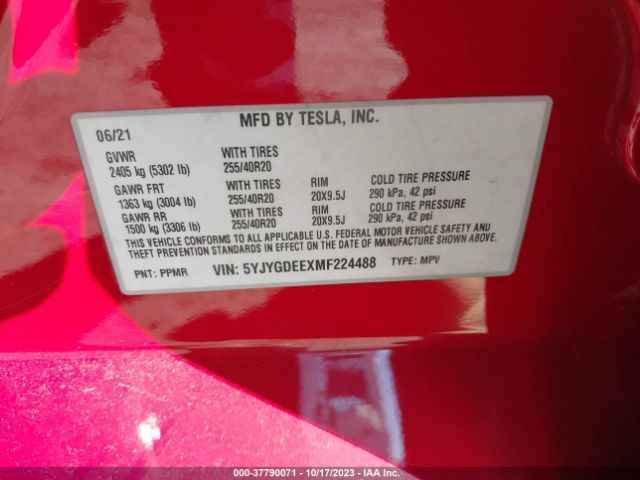 MFD BY TESLA, INC.
06/21
GVWR WITH TIRES
2405 kg (5302 lb) 255/40R20
GAWR FRT WITH TIRES RIM COLD TIRE PRESSURE
1363 kg (3004 lb) 255/40R20 20X9.5J 290 kPa, 42 psi
GAWR RR WITH TIRES RIM COLD TIRE PRESSURE
1500 kg (3306 lb) 255/40R20 20X9.5J 290 kPa, 42 psi
THIS VEHICLE CONFORMS TO ALL APPLICABLE U.S. FEDERAL MOTOR VEHICLE SAFETY AND
THEFT PREVENTION STANDARDS IN EFFECT ON THE DATE OF MANUFACTURE SHOWN ABOVE.
PNT: PPMR VIN: 5YJYGDEEXMF224488 TYPE: MPV
000-37790071 - 10/17/2023 - IAA Inc.